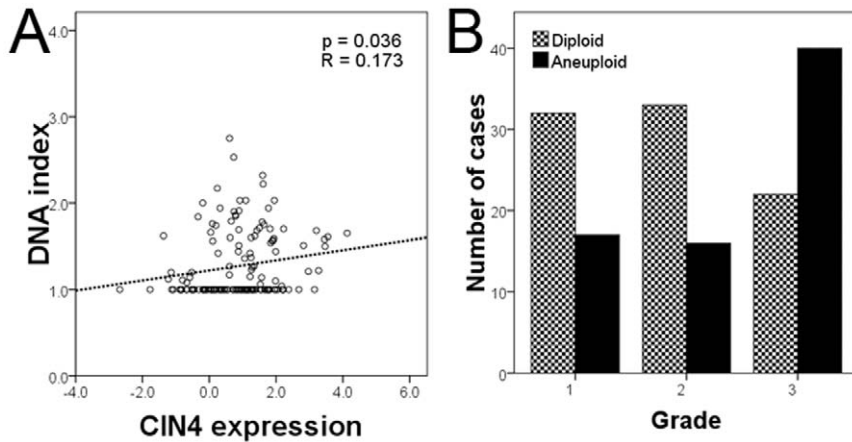 A
p = 0.036
R = 0.173
DNA index
4.0
3.0
2.0
1.0
0.0
-4.0 -2.0 0.0 2.0 4.0 6.0
CIN4 expression
B
Diploid
Aneuploid
Number of cases
40
30
20
10
0
1 2 3
Grade